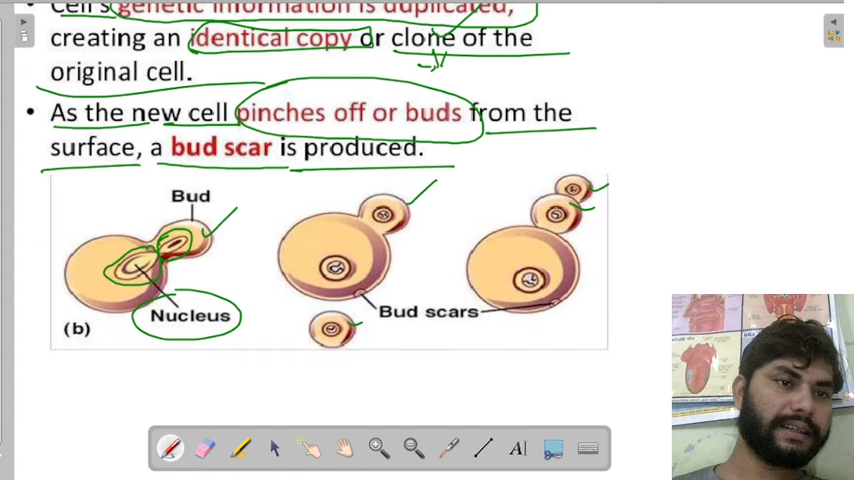 Cell's genetic information is duplicated,
creating an identical copy or clone of the
original cell.
• As the new cell pinches off or buds from the
surface, a bud scar is produced.
Bud
Nucleus
Bud scars
(b)
A